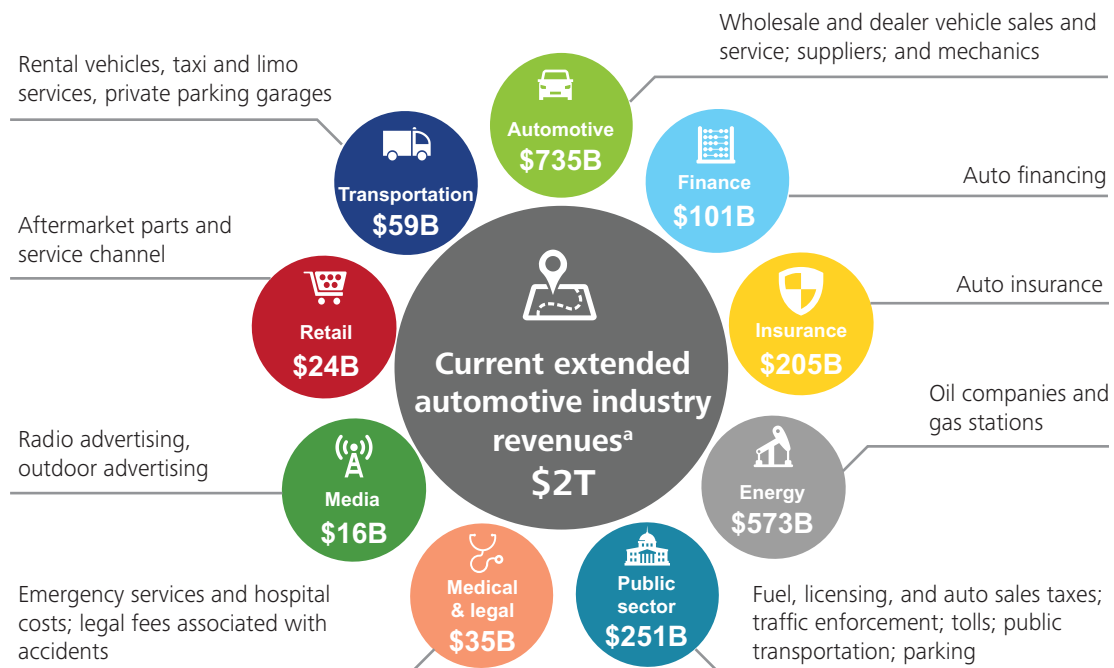 Wholesale and dealer vehicle sales and
service; suppliers; and mechanics
Rental vehicles, taxi and limo
services, private parking garages
Automotive
$735B
Transportation
$59B
Finance
$101B
Auto financing
Aftermarket parts and
service channel
Retail
$24B
Insurance
$205B
Auto insurance
Current extended
automotive industry
revenuesᵃ
$2T
Oil companies and
gas stations
Radio advertising,
outdoor advertising
Media
$16B
Energy
$573B
Medical
& legal
$35B
Public
sector
$251B
Emergency services and hospital
costs; legal fees associated with
accidents
Fuel, licensing, and auto sales taxes;
traffic enforcement; tolls; public
transportation; parking